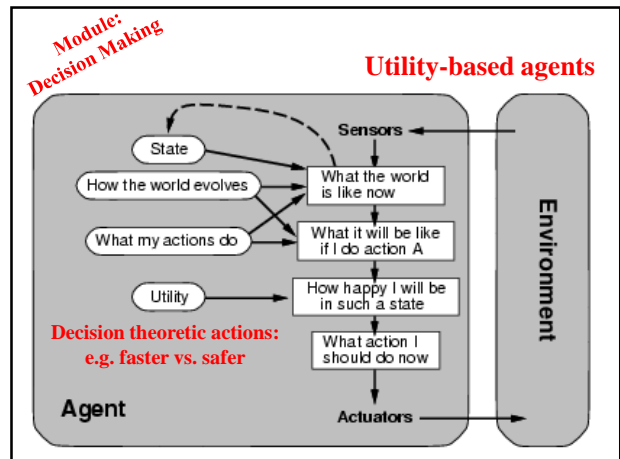 Module:
Decision Making
Utility-based agents
Sensors
State
How the world evolves
What the world
is like now
What my actions do
What it will be like
if I do action A
Utility
How happy I will be
in such a state
Decision theoretic actions:
e.g. faster vs. safer
What action I
should do now
Agent
Actuators
Environment